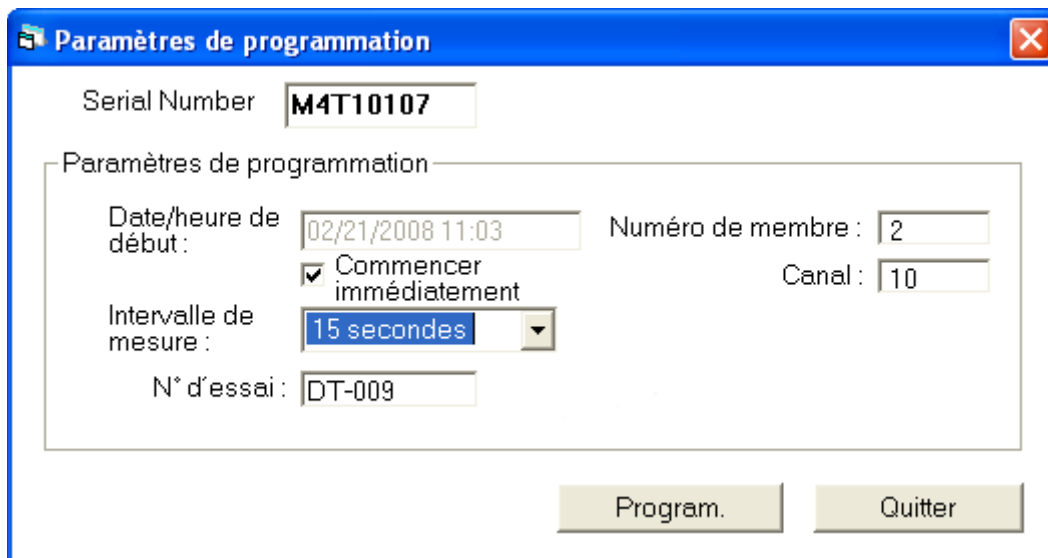 Paramètres de programmation
Serial Number M4T10107
Paramètres de programmation
Date/heure de
début : 02/21/2008 11:03 Numéro de membre : 2
Commencer
immédiatement
Canal : 10
Intervalle de
mesure : 15 secondes
N° d'essai : DT-009
Program. Quitter